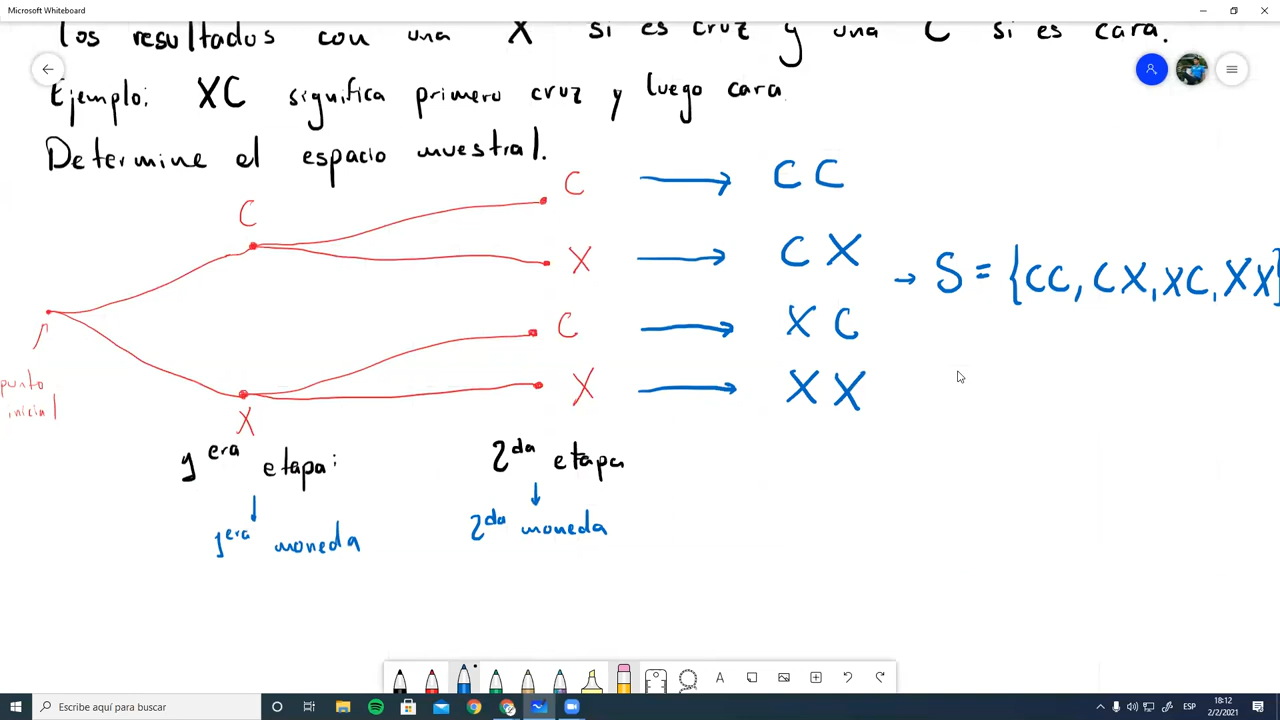 Microsoft Whiteboard
los resultados con una X si es cruz y una C si es cara.
Ejemplo: XC significa primero cruz y luego cara.
Determine el espacio muestral.
C
C → CC
X → CX
→ S = {CC, CX, XC, XX}
C → XC
X → XX
X
punto
inicial
1era etapa:
2da etapa
1era moneda
2da moneda
A
Escribe aquí para buscar
ESP
18:12
2/2/2021